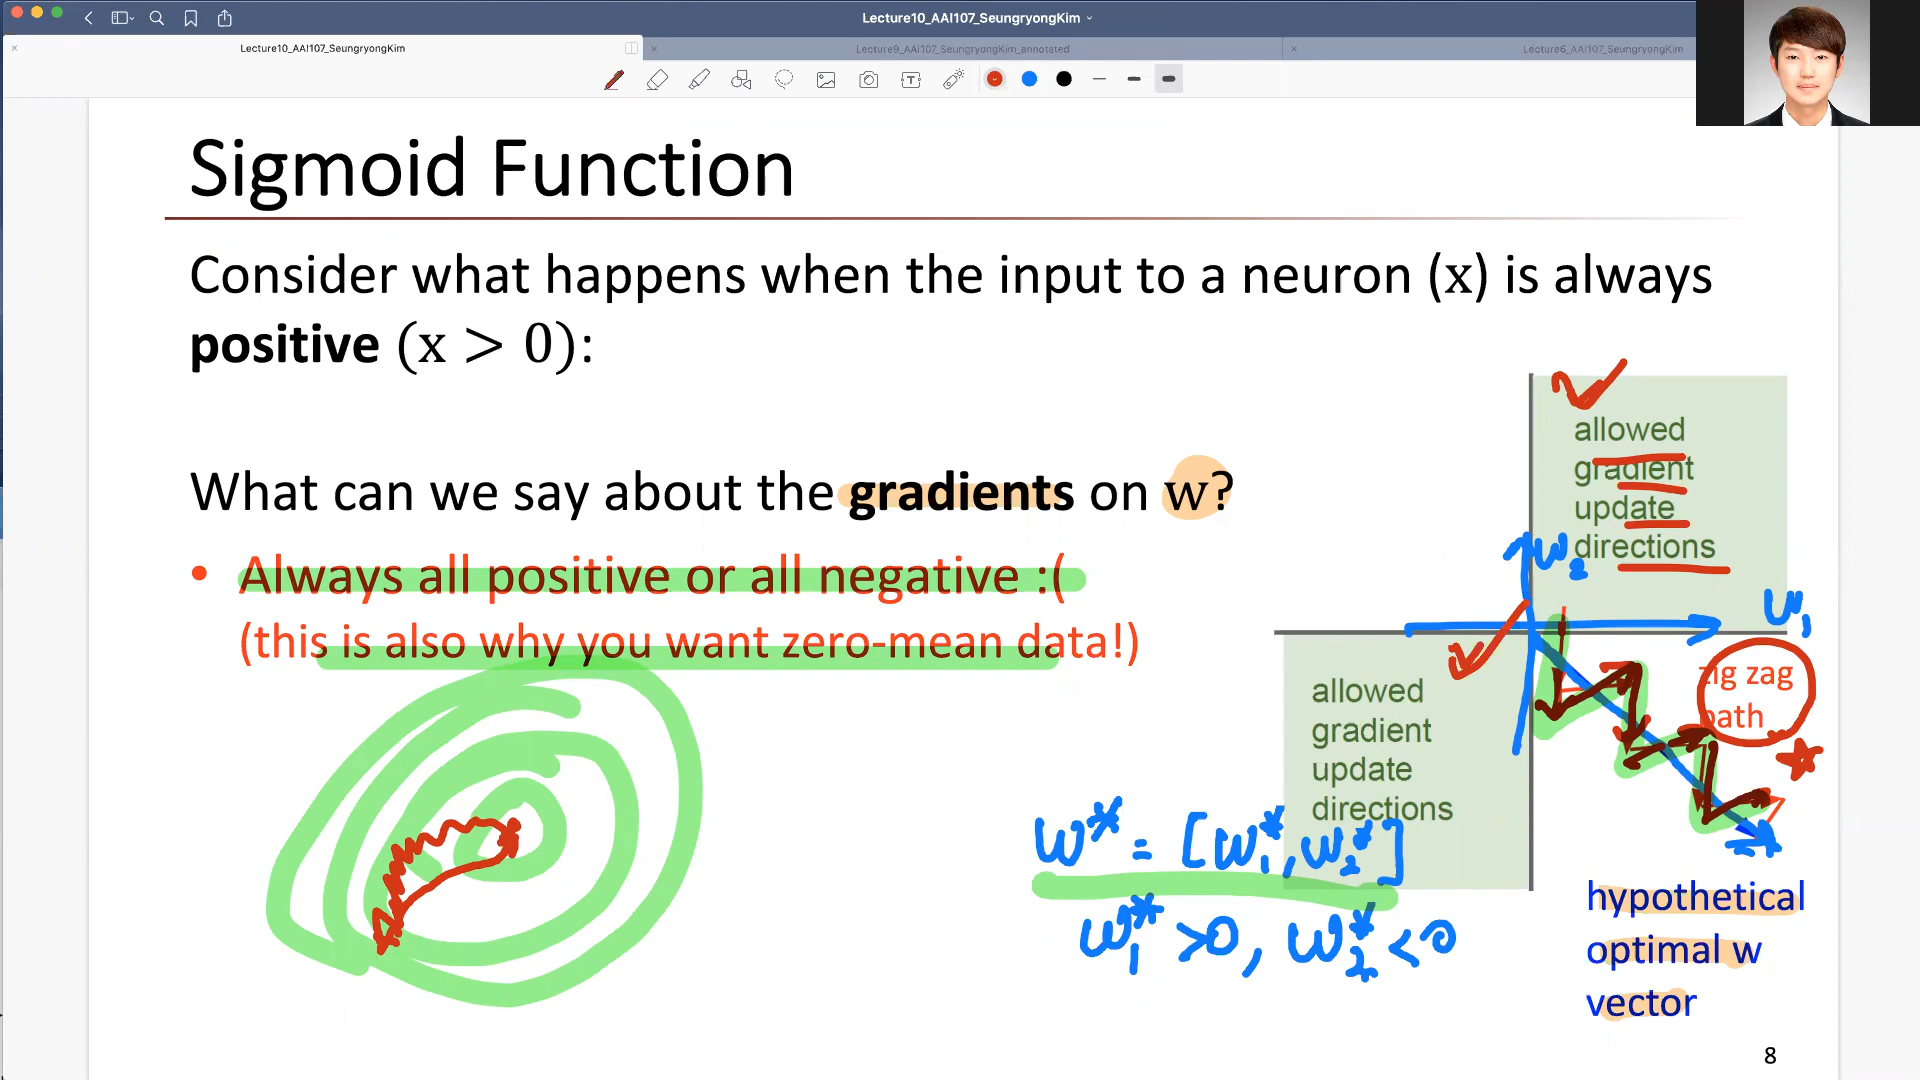 Lecture10_AAI107_SeungryongKim
Lecture10_AAI107_SeungryongKim
Lecture9_AAI107_SeungryongKim_annotated
Lecture6_AAI107_SeungryongKim
Sigmoid Function
Consider what happens when the input to a neuron (x) is always
positive (x > 0):
What can we say about the gradients on w?
• Always all positive or all negative :(
(this is also why you want zero-mean data!)
allowed
gradient
update
directions
w2
w1
zig zag
path
allowed
gradient
update
directions
w* = [w1*, w2*]
w1* >0, w2* <0
hypothetical
optimal w
vector
8